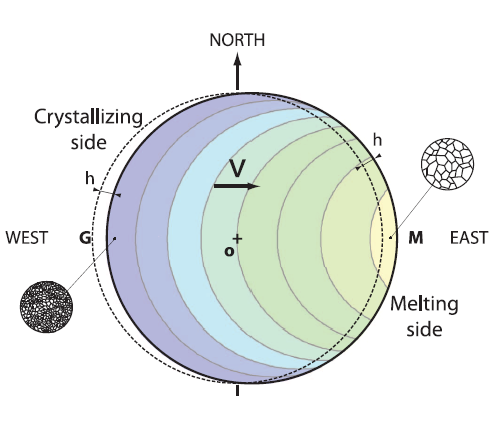 NORTH
Crystallizing
side
h
h
V
WEST
G
o
M
EAST
Melting
side